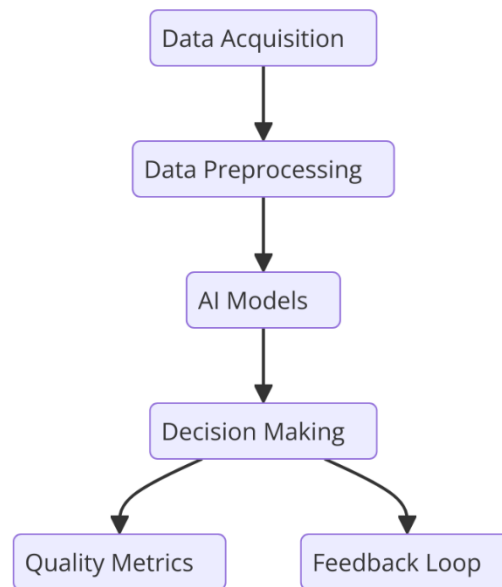 Data Acquisition
Data Preprocessing
AI Models
Decision Making
Quality Metrics
Feedback Loop